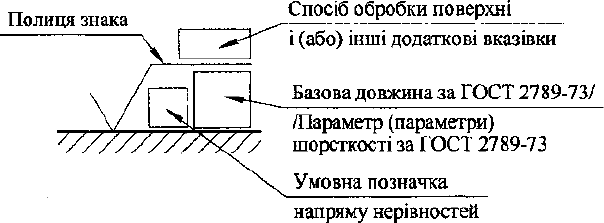 Полиця знака
Спосіб обробки поверхні
і (або) інші додаткові вказівки
Базова довжина за ГОСТ 2789-73/
/Параметр (параметри)
шорсткості за ГОСТ 2789-73
Умовна позначка
напряму нерівностей